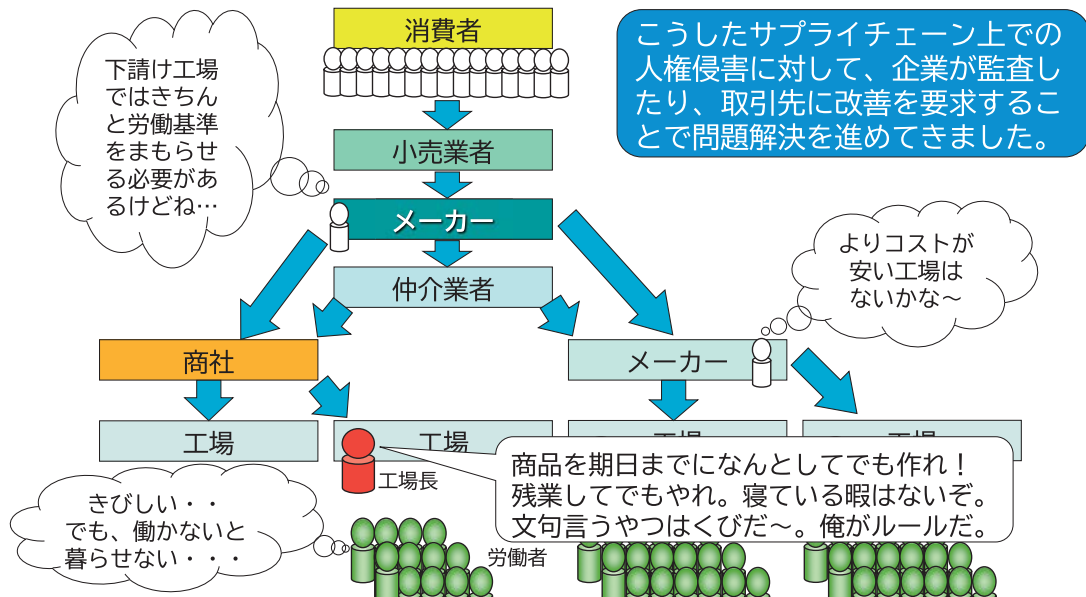 消費者
こうしたサプライチェーン上での
人権侵害に対して、企業が監査し
たり、取引先に改善を要求するこ
とで問題解決を進めてきました。
下請け工場
ではきちん
と労働基準
をまもらせ
る必要があ
るけどね…
小売業者
メーカー
仲介業者
よりコストが
安い工場は
ないかな~
商社
メーカー
工場
工場
工場
工場
工場長
商品を期日までになんとしてでも作れ!
残業してでもやれ。寝ている暇はないぞ。
文句言うやつはくびだ~。俺がルールだ。
きびしい・・
でも、働かないと
暮らせない・・・
労働者